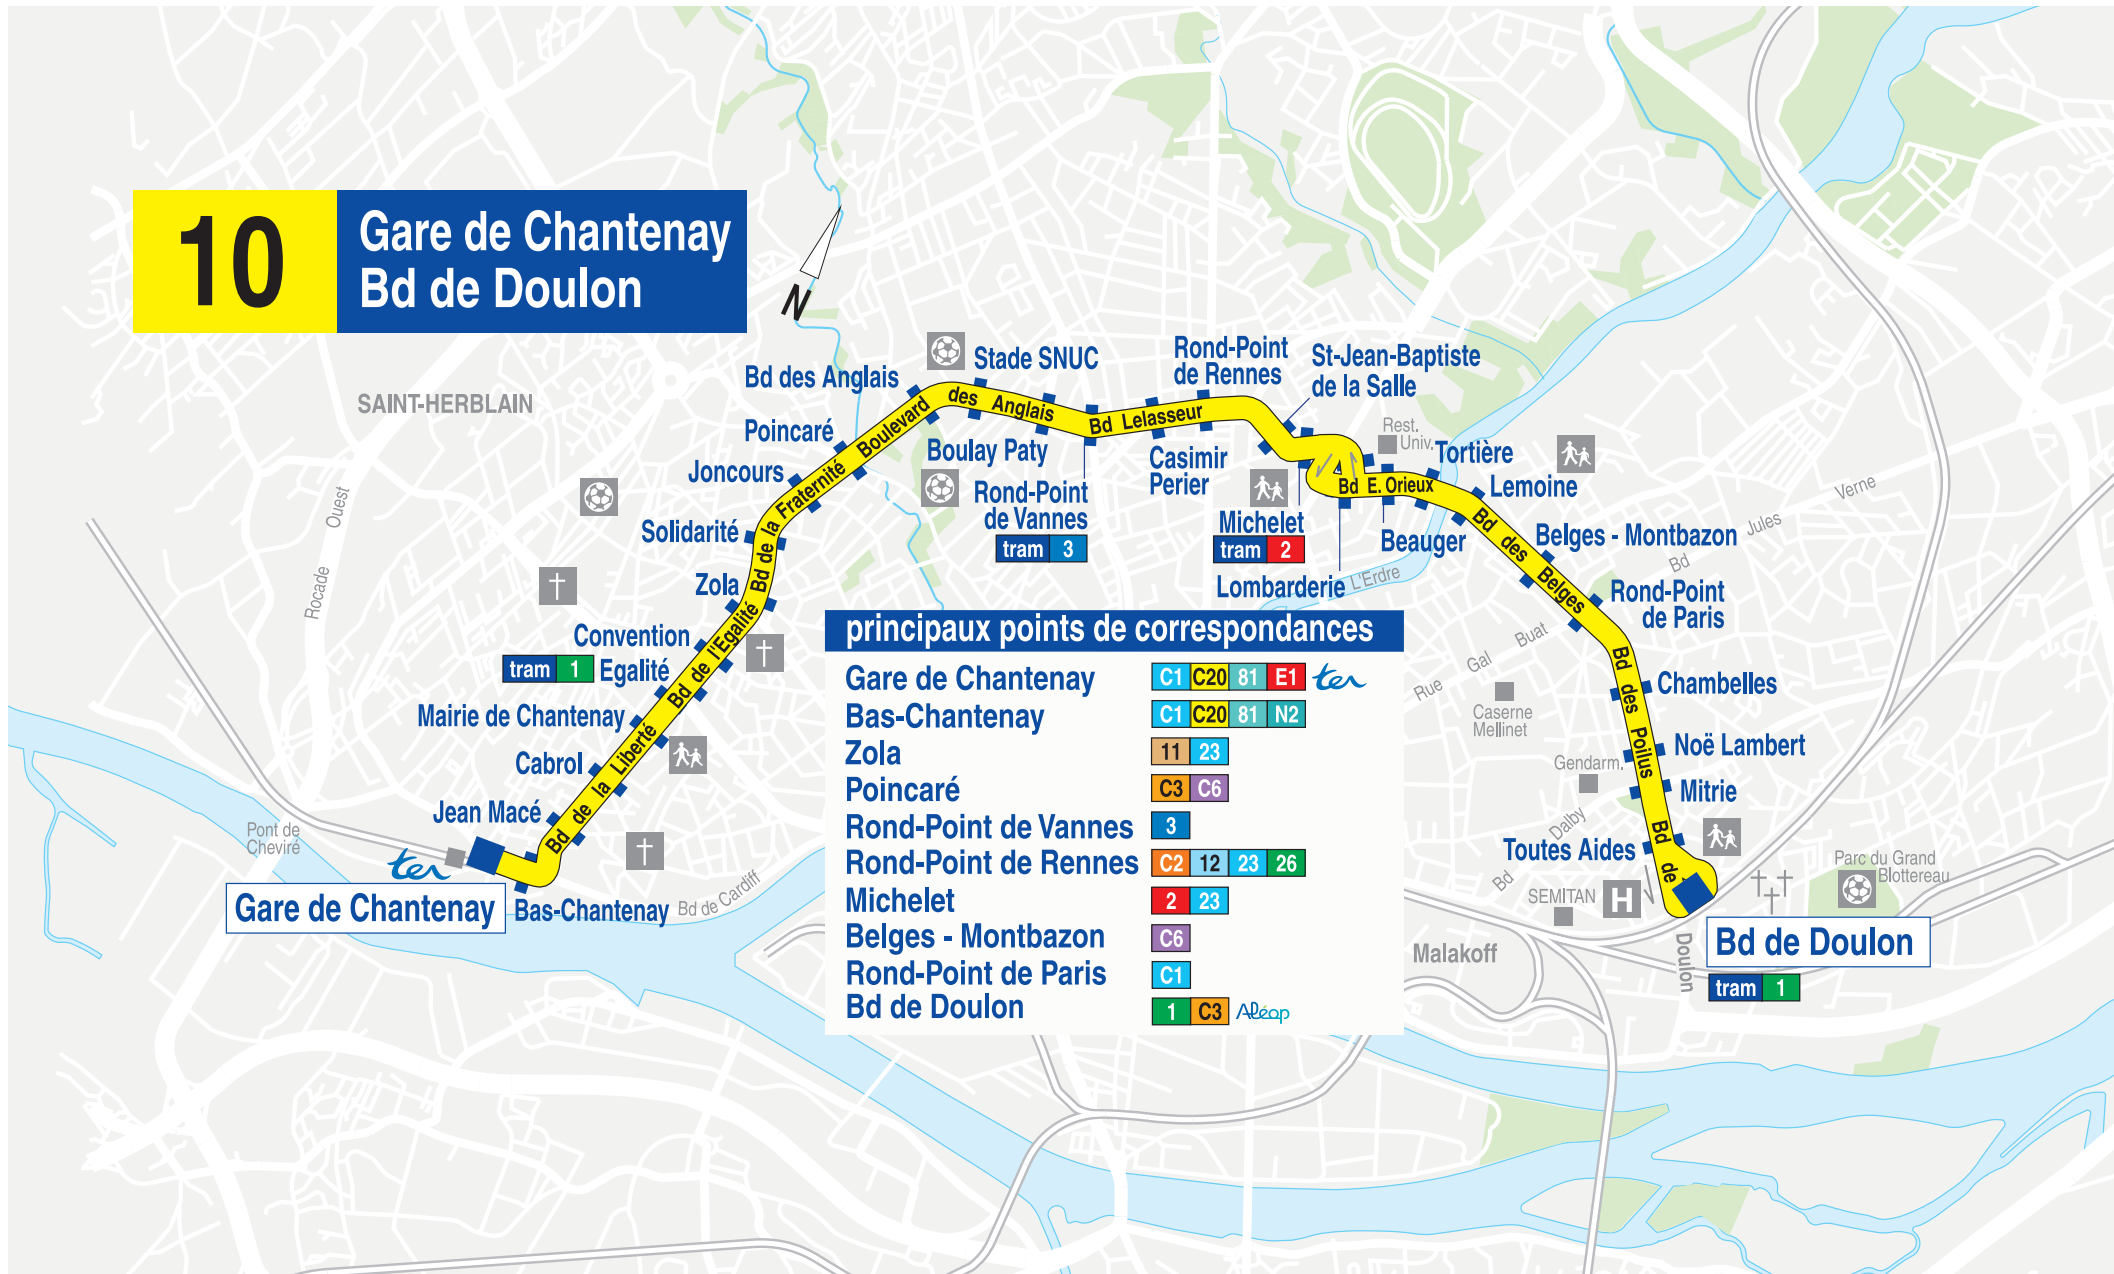 10
Gare de Chantenay
Bd de Doulon
N
SAINT-HERBLAIN
Rocade Ouest
Pont de
Cheviré
ter
Gare de Chantenay
Bas-Chantenay
Bd de Cardiff
Jean Macé
Cabrol
Mairie de Chantenay
tram 1
Egalité
Convention
Zola
Solidarité
Joncours
Poincaré
Bd des Anglais
Stade SNUC
Boulay Paty
Rond-Point
de Vannes
tram 3
Casimir
Perier
Rond-Point
de Rennes
St-Jean-Baptiste
de la Salle
Michelet
tram 2
Lombarderie
Rest.
Univ.
Beauger
Tortière
Lemoine
L'Erdre
Belges - Montbazon
Rond-Point
de Paris
Chambelles
Noë Lambert
Mitrie
Toutes Aides
Bd de Doulon
tram 1
Bd de la Liberté
Bd de l'Egalité
Bd de la Fraternité
Boulevard des Anglais
Bd Lelasseur
Bd E. Orieux
Bd des Belges
Bd des Poilus
Bd de
Doulon
Bd Jules Verne
Rue Gal Buat
Caserne
Mellinet
Gendarm.
Bd Dalby
SEMITAN
H
Malakoff
Parc du Grand
Blottereau
principaux points de correspondances
Gare de Chantenay C1 C20 81 E1 ter
Bas-Chantenay C1 C20 81 N2
Zola 11 23
Poincaré C3 C6
Rond-Point de Vannes 3
Rond-Point de Rennes C2 12 23 26
Michelet 2 23
Belges - Montbazon C6
Rond-Point de Paris C1
Bd de Doulon 1 C3 Aléop